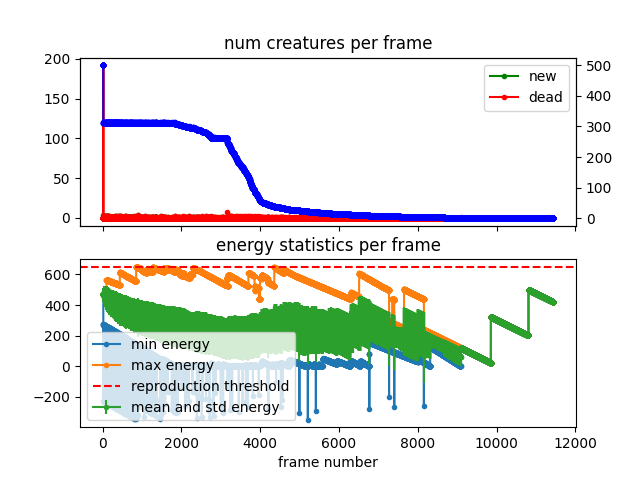 num creatures per frame
200
150
100
50
0
500
400
300
200
100
0
new
dead
energy statistics per frame
600
400
200
0
−200
min energy
max energy
reproduction threshold
mean and std energy
0 2000 4000 6000 8000 10000 12000
frame number